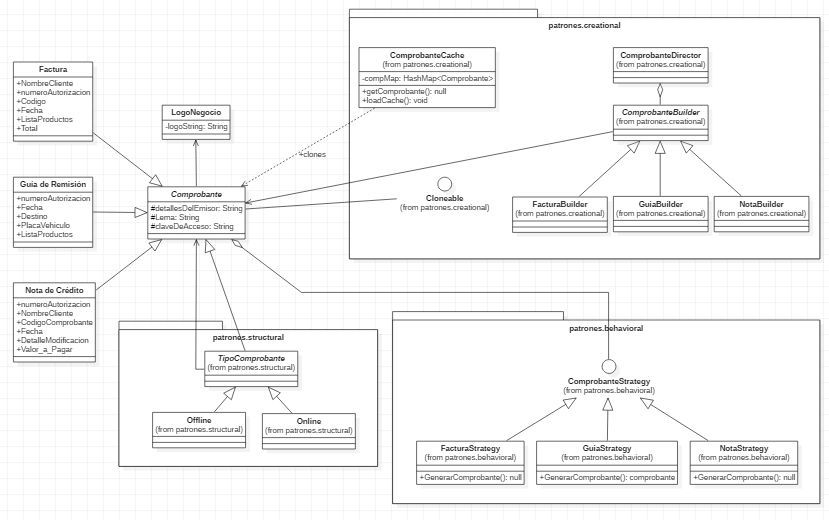 patrones.creational
ComprobanteCache
(from patrones.creational)
-compMap: HashMap<Comprobante>
+getComprobante(): null
+loadCache(): void
ComprobanteDirector
(from patrones.creational)
Factura
+NombreCliente
+numeroAutorizacion
+Codigo
+Fecha
+ListaProductos
+Total
LogoNegocio
-logoString: String
ComprobanteBuilder
(from patrones.creational)
+clones
Guia de Remisión
+numeroAutorizacion
+Fecha
+Destino
+PlacaVehiculo
+ListaProductos
Comprobante
#detallesDelEmisor: String
#Lema: String
#claveDeAcceso: String
Cloneable
(from patrones.creational)
FacturaBuilder
(from patrones.creational)
GuiaBuilder
(from patrones.creational)
NotaBuilder
(from patrones.creational)
Nota de Crédito
+numeroAutorizacion
+NombreCliente
+CodigoComprobante
+Fecha
+DetalleModificacion
+Valor_a_Pagar
patrones.structural
TipoComprobante
(from patrones.structural)
Offline
(from patrones.structural)
Online
(from patrones.structural)
patrones.behavioral
ComprobanteStrategy
(from patrones.behavioral)
FacturaStrategy
(from patrones.behavioral)
+GenerarComprobante(): null
GuiaStrategy
(from patrones.behavioral)
+GenerarComprobante(): comprobante
NotaStrategy
(from patrones.behavioral)
+GenerarComprobante(): null